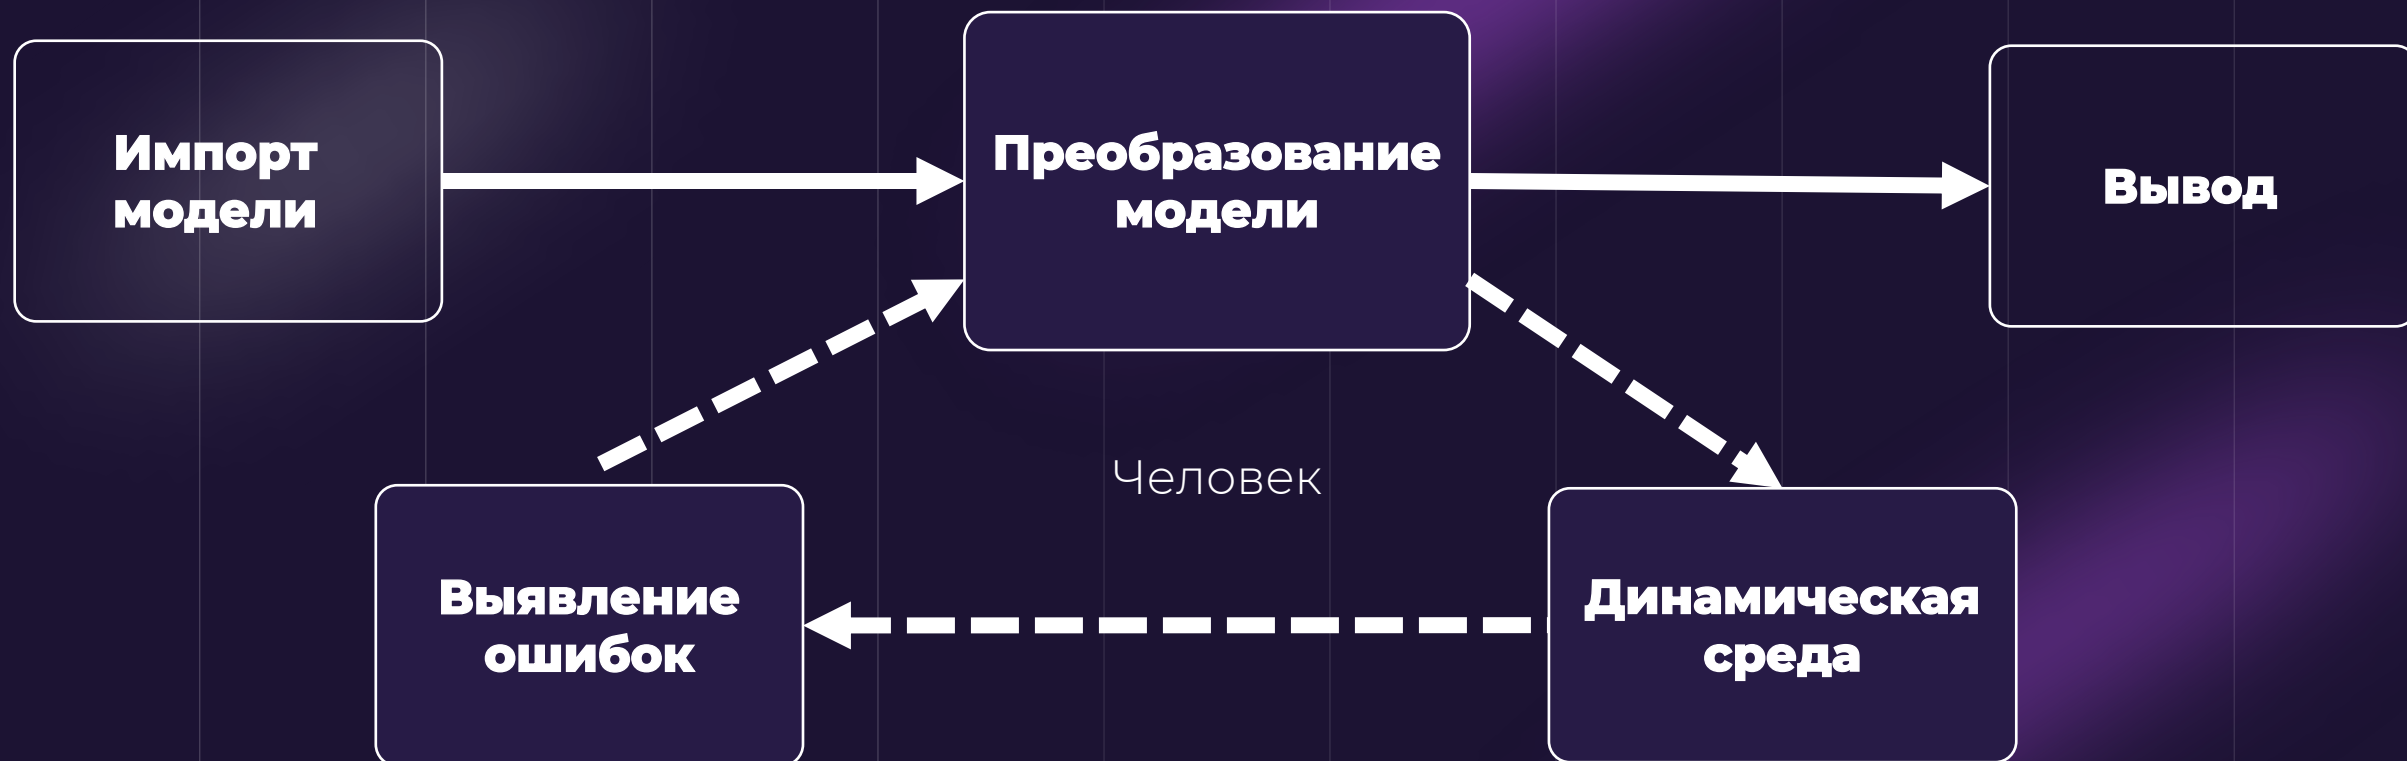 Импорт
модели
Преобразование
модели
Вывод
Человек
Выявление
ошибок
Динамическая
среда